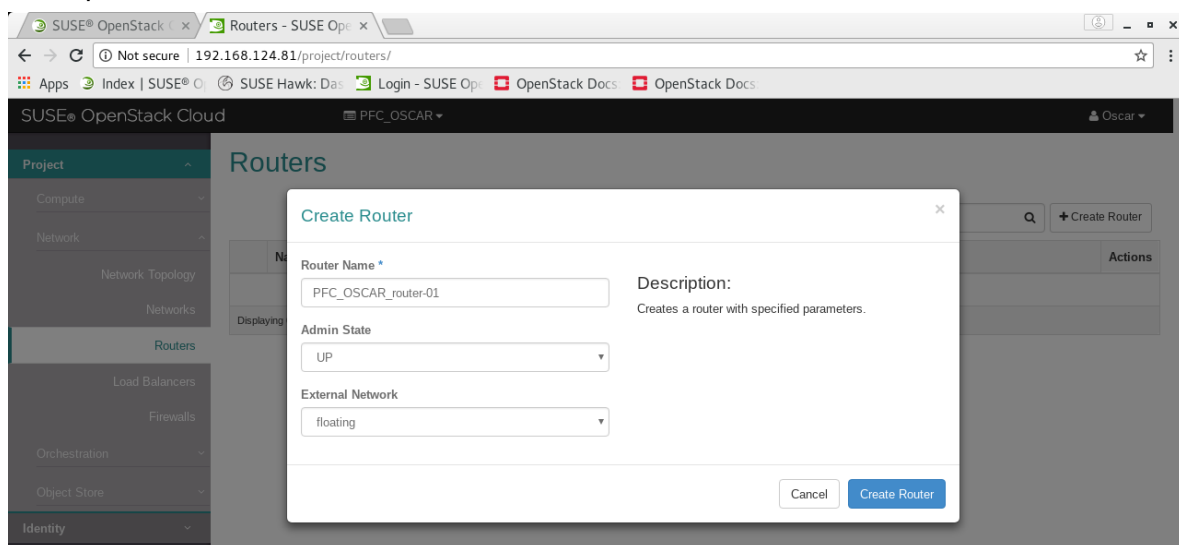 SUSE® OpenStack C
Routers - SUSE Ope
Not secure | 192.168.124.81/project/routers/
Apps Index | SUSE® O SUSE Hawk: Das Login - SUSE Ope OpenStack Docs: OpenStack Docs:
SUSE® OpenStack Cloud PFC_OSCAR Oscar
Project
Routers
Compute
Create Router
+ Create Router
Network
Na
Actions
Router Name *
Network Topology
Description:
PFC_OSCAR_router-01
Creates a router with specified parameters.
Networks
Displaying
Admin State
Routers
UP
Load Balancers
External Network
Firewalls
floating
Orchestration
Object Store
Cancel Create Router
Identity